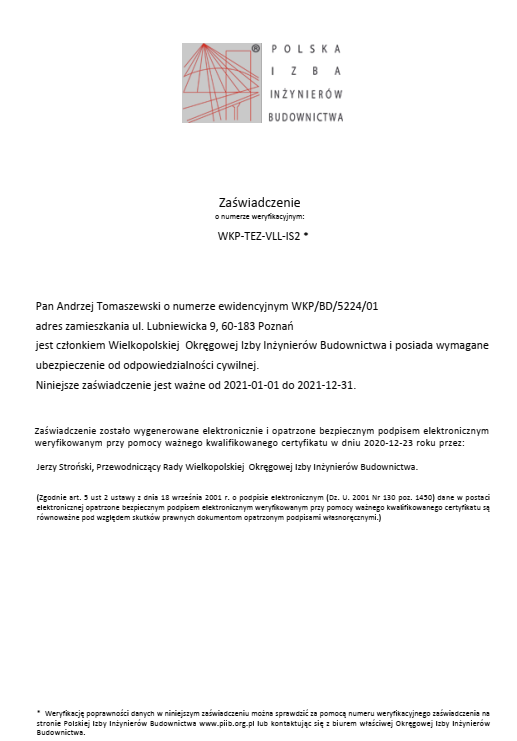 ®
POLSKA
IZBA
INŻYNIERÓW
BUDOWNICTWA
Zaświadczenie
o numerze weryfikacyjnym:
WKP-TEZ-VLL-IS2 *
Pan Andrzej Tomaszewski o numerze ewidencyjnym WKP/BD/5224/01
adres zamieszkania ul. Lubniewicka 9, 60-183 Poznań
jest członkiem Wielkopolskiej Okręgowej Izby Inżynierów Budownictwa i posiada wymagane
ubezpieczenie od odpowiedzialności cywilnej.
Niniejsze zaświadczenie jest ważne od 2021-01-01 do 2021-12-31.
Zaświadczenie zostało wygenerowane elektronicznie i opatrzone bezpiecznym podpisem elektronicznym
weryfikowanym przy pomocy ważnego kwalifikowanego certyfikatu w dniu 2020-12-23 roku przez:
Jerzy Stroński, Przewodniczący Rady Wielkopolskiej Okręgowej Izby Inżynierów Budownictwa.
(Zgodnie art. 5 ust 2 ustawy z dnia 18 września 2001 r. o podpisie elektronicznym (Dz. U. 2001 Nr 130 poz. 1450) dane w postaci
elektronicznej opatrzone bezpiecznym podpisem elektronicznym weryfikowanym przy pomocy ważnego kwalifikowanego certyfikatu są
równoważne pod względem skutków prawnych dokumentom opatrzonym podpisami własnoręcznymi.)
* Weryfikację poprawności danych w niniejszym zaświadczeniu można sprawdzić za pomocą numeru weryfikacyjnego zaświadczenia na
stronie Polskiej Izby Inżynierów Budownictwa www.piib.org.pl lub kontaktując się z biurem właściwej Okręgowej Izby Inżynierów
Budownictwa.